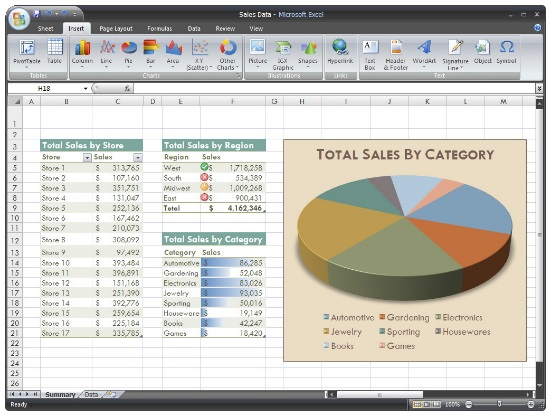 Sales Data - Microsoft Excel
Sheet Insert Page Layout Formulas Data Review View
PivotTable Table Column Line Pie Bar Area X Y (Scatter) Other Charts Picture IGX Graphic Shapes Hyperlink Text Box Header & Footer WordArt Signature Line Object Symbol
Tables Charts Illustrations Links Text
H18 fx
A B C D E F G H I J K L M
1
2
3 Total Sales by Store Total Sales by Region
4 Store Sales Region Sales
5 Store 1 $ 313,765 West $ 1,718,258
6 Store 2 $ 107,160 South $ 534,389
7 Store 3 $ 351,751 Midwest $ 1,009,268
8 Store 4 $ 131,047 East $ 900,431
9 Store 5 $ 252,136 Total $ 4,162,346
10 Store 6 $ 167,462
11 Store 7 $ 210,073
12 Store 8 $ 308,092 Total Sales by Category
13 Store 9 $ 97,492 Category Sales
14 Store 10 $ 393,484 Automotive $ 86,285
15 Store 11 $ 396,891 Gardening $ 52,048
16 Store 12 $ 151,168 Electronics $ 83,026
17 Store 13 $ 251,390 Jewelry $ 93,035
18 Store 14 $ 392,776 Sporting $ 50,016
19 Store 15 $ 259,654 Houseware $ 19,149
20 Store 16 $ 225,184 Books $ 42,247
21 Store 17 $ 335,785 Games $ 18,420
22
23
24
25
26
TOTAL SALES BY CATEGORY
Automotive Gardening Electronics
Jewelry Sporting Housewares
Books Games
Summary Data
Ready 100%